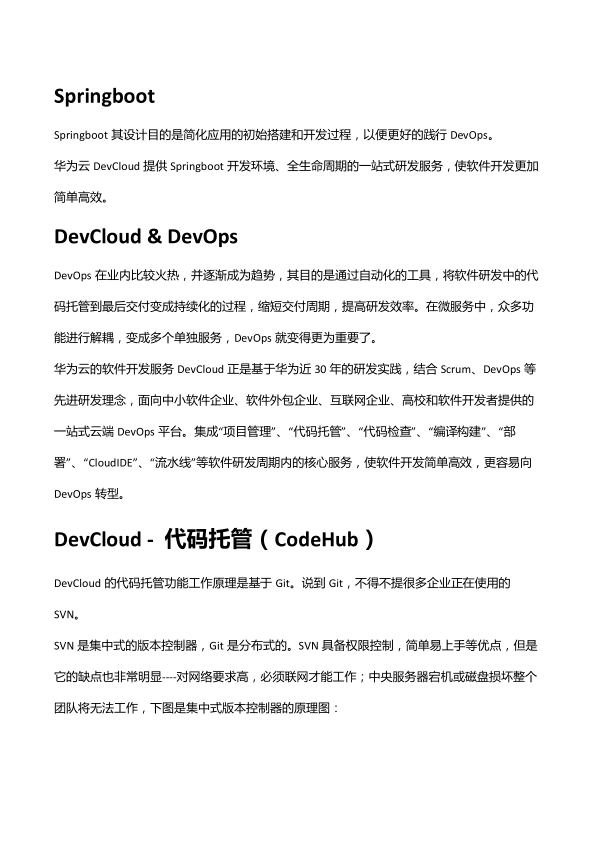 Springboot
Springboot 其设计目的是简化应用的初始搭建和开发过程，以便更好的践行 DevOps。
华为云 DevCloud 提供 Springboot 开发环境、全生命周期的一站式研发服务，使软件开发更加
简单高效。
DevCloud & DevOps
DevOps 在业内比较火热，并逐渐成为趋势，其目的是通过自动化的工具，将软件研发中的代
码托管到最后交付变成持续化的过程，缩短交付周期，提高研发效率。在微服务中，众多功
能进行解耦，变成多个单独服务，DevOps 就变得更为重要了。
华为云的软件开发服务 DevCloud 正是基于华为近 30 年的研发实践，结合 Scrum、DevOps 等
先进研发理念，面向中小软件企业、软件外包企业、互联网企业、高校和软件开发者提供的
一站式云端 DevOps 平台。集成“项目管理”、“代码托管”、“代码检查”、“编译构建”、“部
署”、“CloudIDE”、“流水线”等软件研发周期内的核心服务，使软件开发简单高效，更容易向
DevOps 转型。
DevCloud - 代码托管（CodeHub）
DevCloud 的代码托管功能工作原理是基于 Git。说到 Git，不得不提很多企业正在使用的
SVN。
SVN 是集中式的版本控制器，Git 是分布式的。SVN 具备权限控制，简单易上手等优点，但是
它的缺点也非常明显----对网络要求高，必须联网才能工作；中央服务器宕机或磁盘损坏整个
团队将无法工作，下图是集中式版本控制器的原理图：